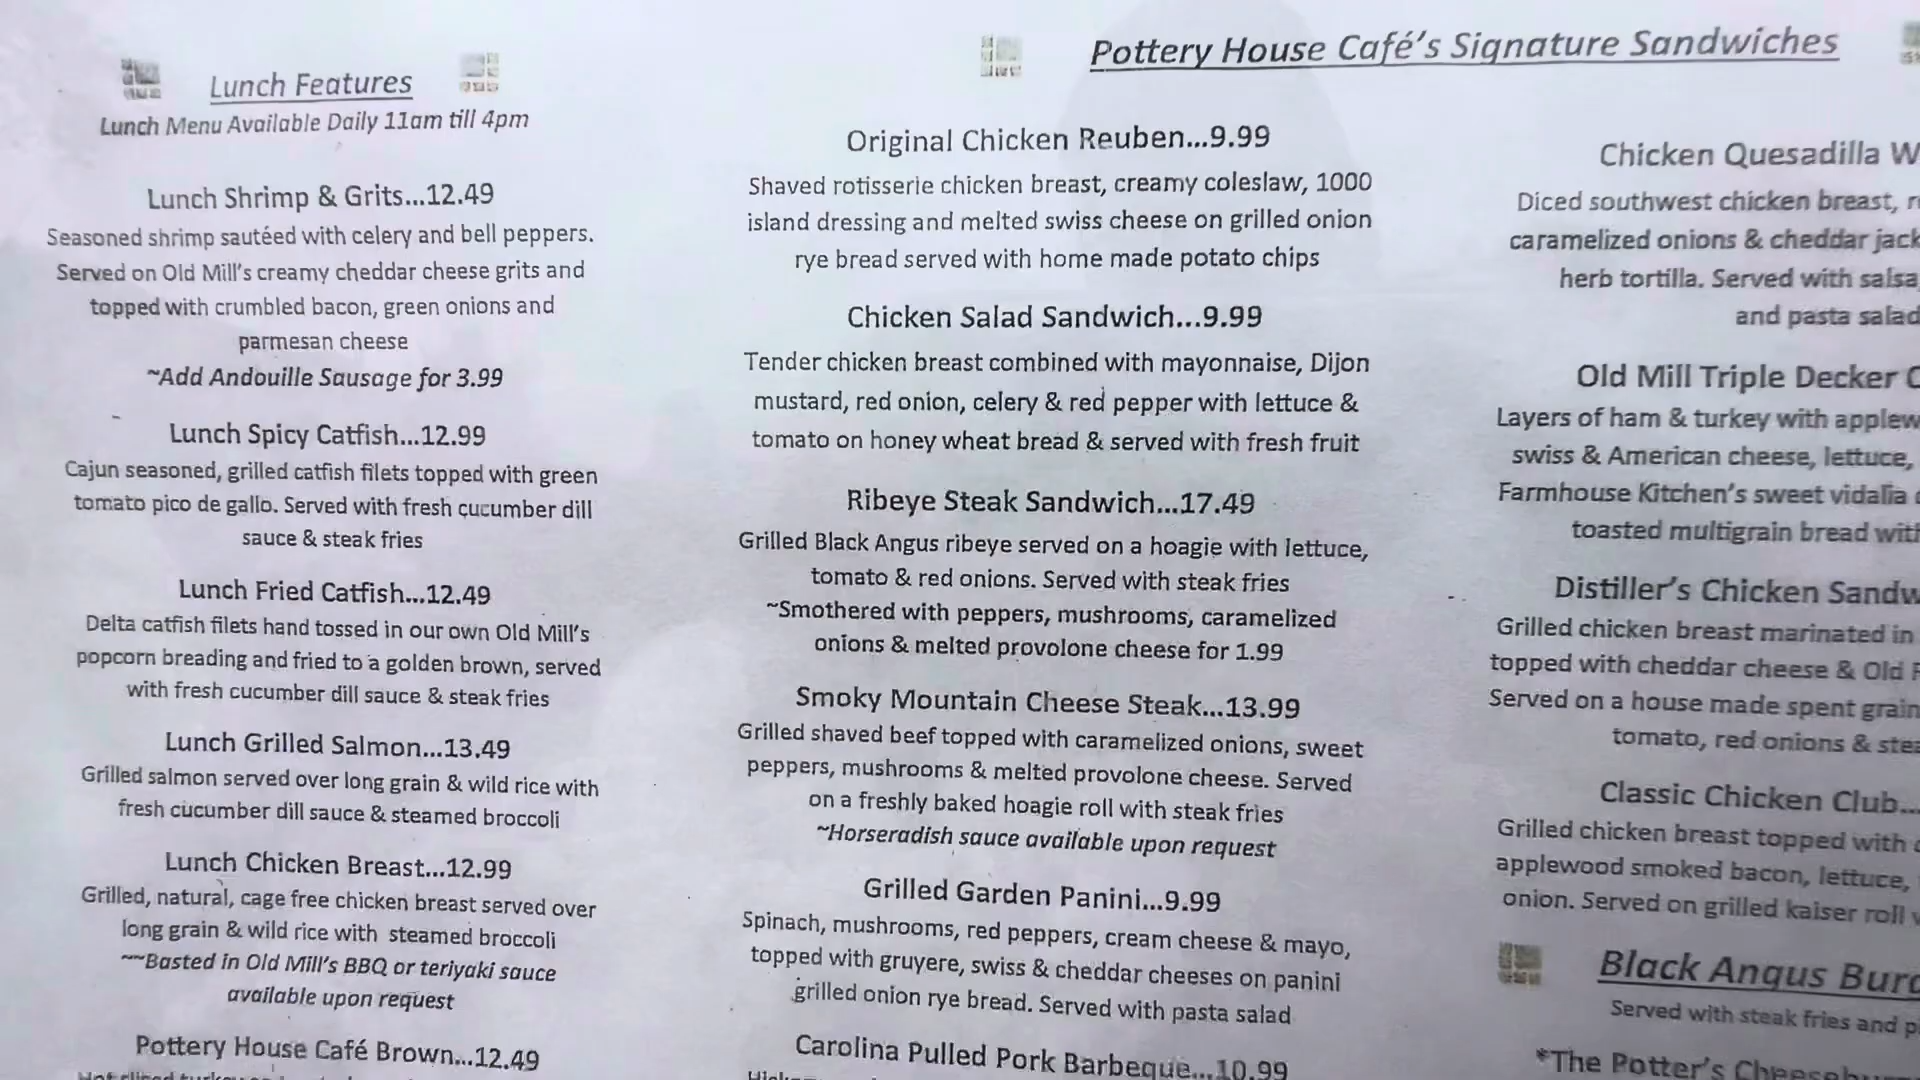 Lunch Features
Lunch Menu Available Daily 11am till 4pm
Lunch Shrimp & Grits...12.49
Seasoned shrimp sautéed with celery and bell peppers.
Served on Old Mill's creamy cheddar cheese grits and
topped with crumbled bacon, green onions and
parmesan cheese
~Add Andouille Sausage for 3.99
Lunch Spicy Catfish...12.99
Cajun seasoned, grilled catfish filets topped with green
tomato pico de gallo. Served with fresh cucumber dill
sauce & steak fries
Lunch Fried Catfish...12.49
Delta catfish filets hand tossed in our own Old Mill's
popcorn breading and fried to a golden brown, served
with fresh cucumber dill sauce & steak fries
Lunch Grilled Salmon...13.49
Grilled salmon served over long grain & wild rice with
fresh cucumber dill sauce & steamed broccoli
Lunch Chicken Breast...12.99
Grilled, natural, cage free chicken breast served over
long grain & wild rice with steamed broccoli
~~Basted in Old Mill's BBQ or teriyaki sauce
available upon request
Pottery House Café Brown...12.49
Pottery House Café's Signature Sandwiches
Original Chicken Reuben...9.99
Shaved rotisserie chicken breast, creamy coleslaw, 1000
island dressing and melted swiss cheese on grilled onion
rye bread served with home made potato chips
Chicken Salad Sandwich...9.99
Tender chicken breast combined with mayonnaise, Dijon
mustard, red onion, celery & red pepper with lettuce &
tomato on honey wheat bread & served with fresh fruit
Ribeye Steak Sandwich...17.49
Grilled Black Angus ribeye served on a hoagie with lettuce,
tomato & red onions. Served with steak fries
~Smothered with peppers, mushrooms, caramelized
onions & melted provolone cheese for 1.99
Smoky Mountain Cheese Steak...13.99
Grilled shaved beef topped with caramelized onions, sweet
peppers, mushrooms & melted provolone cheese. Served
on a freshly baked hoagie roll with steak fries
~Horseradish sauce available upon request
Grilled Garden Panini...9.99
Spinach, mushrooms, red peppers, cream cheese & mayo,
topped with gruyere, swiss & cheddar cheeses on panini
grilled onion rye bread. Served with pasta salad
Carolina Pulled Pork Barbeque...10.99
Chicken Quesadilla
Diced southwest chicken breast,
caramelized onions & cheddar jack
herb tortilla. Served with salsa
and pasta salad
Old Mill Triple Decker
Layers of ham & turkey with
swiss & American cheese, lettuce,
Farmhouse Kitchen's sweet vidalia
toasted multigrain bread with
Distiller's Chicken
Grilled chicken breast marinated in
topped with cheddar cheese & Old
Served on a house made spent grain
tomato, red onions &
Classic Chicken Club...
Grilled chicken breast topped with
applewood smoked bacon, lettuce,
onion. Served on grilled kaiser roll
Black Angus
Served with steak fries and
*The Potter's